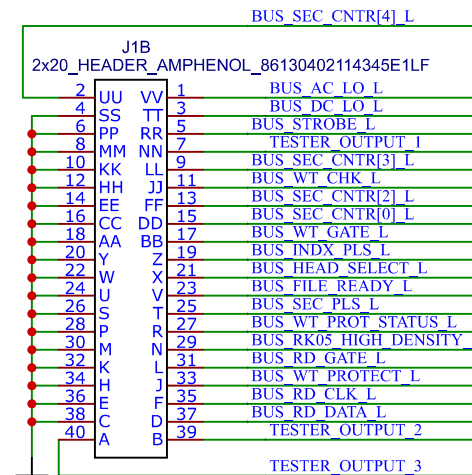 BUS_SEC_CNTR[4]_L
J1B
2x20_HEADER_AMPHENOL_86130402114345E1LF
2 UU VV 1 BUS_AC_LO_L
4 SS TT 3 BUS_DC_LO_L
6 PP RR 5 BUS_STROBE_L
8 MM NN 7 TESTER_OUTPUT_1
10 KK LL 9 BUS_SEC_CNTR[3]_L
12 HH JJ 11 BUS_WT_CHK_L
14 EE FF 13 BUS_SEC_CNTR[2]_L
16 CC DD 15 BUS_SEC_CNTR[0]_L
18 AA BB 17 BUS_WT_GATE_L
20 Y Z 19 BUS_INDX_PLS_L
22 W X 21 BUS_HEAD_SELECT_L
24 U V 23 BUS_FILE_READY_L
26 S T 25 BUS_SEC_PLS_L
28 P R 27 BUS_WT_PROT_STATUS_L
30 M N 29 BUS_RK05_HIGH_DENSITY_
32 K L 31 BUS_RD_GATE_L
34 H J 33 BUS_WT_PROTECT_L
36 E F 35 BUS_RD_CLK_L
38 C D 37 BUS_RD_DATA_L
40 A B 39 TESTER_OUTPUT_2
TESTER_OUTPUT_3